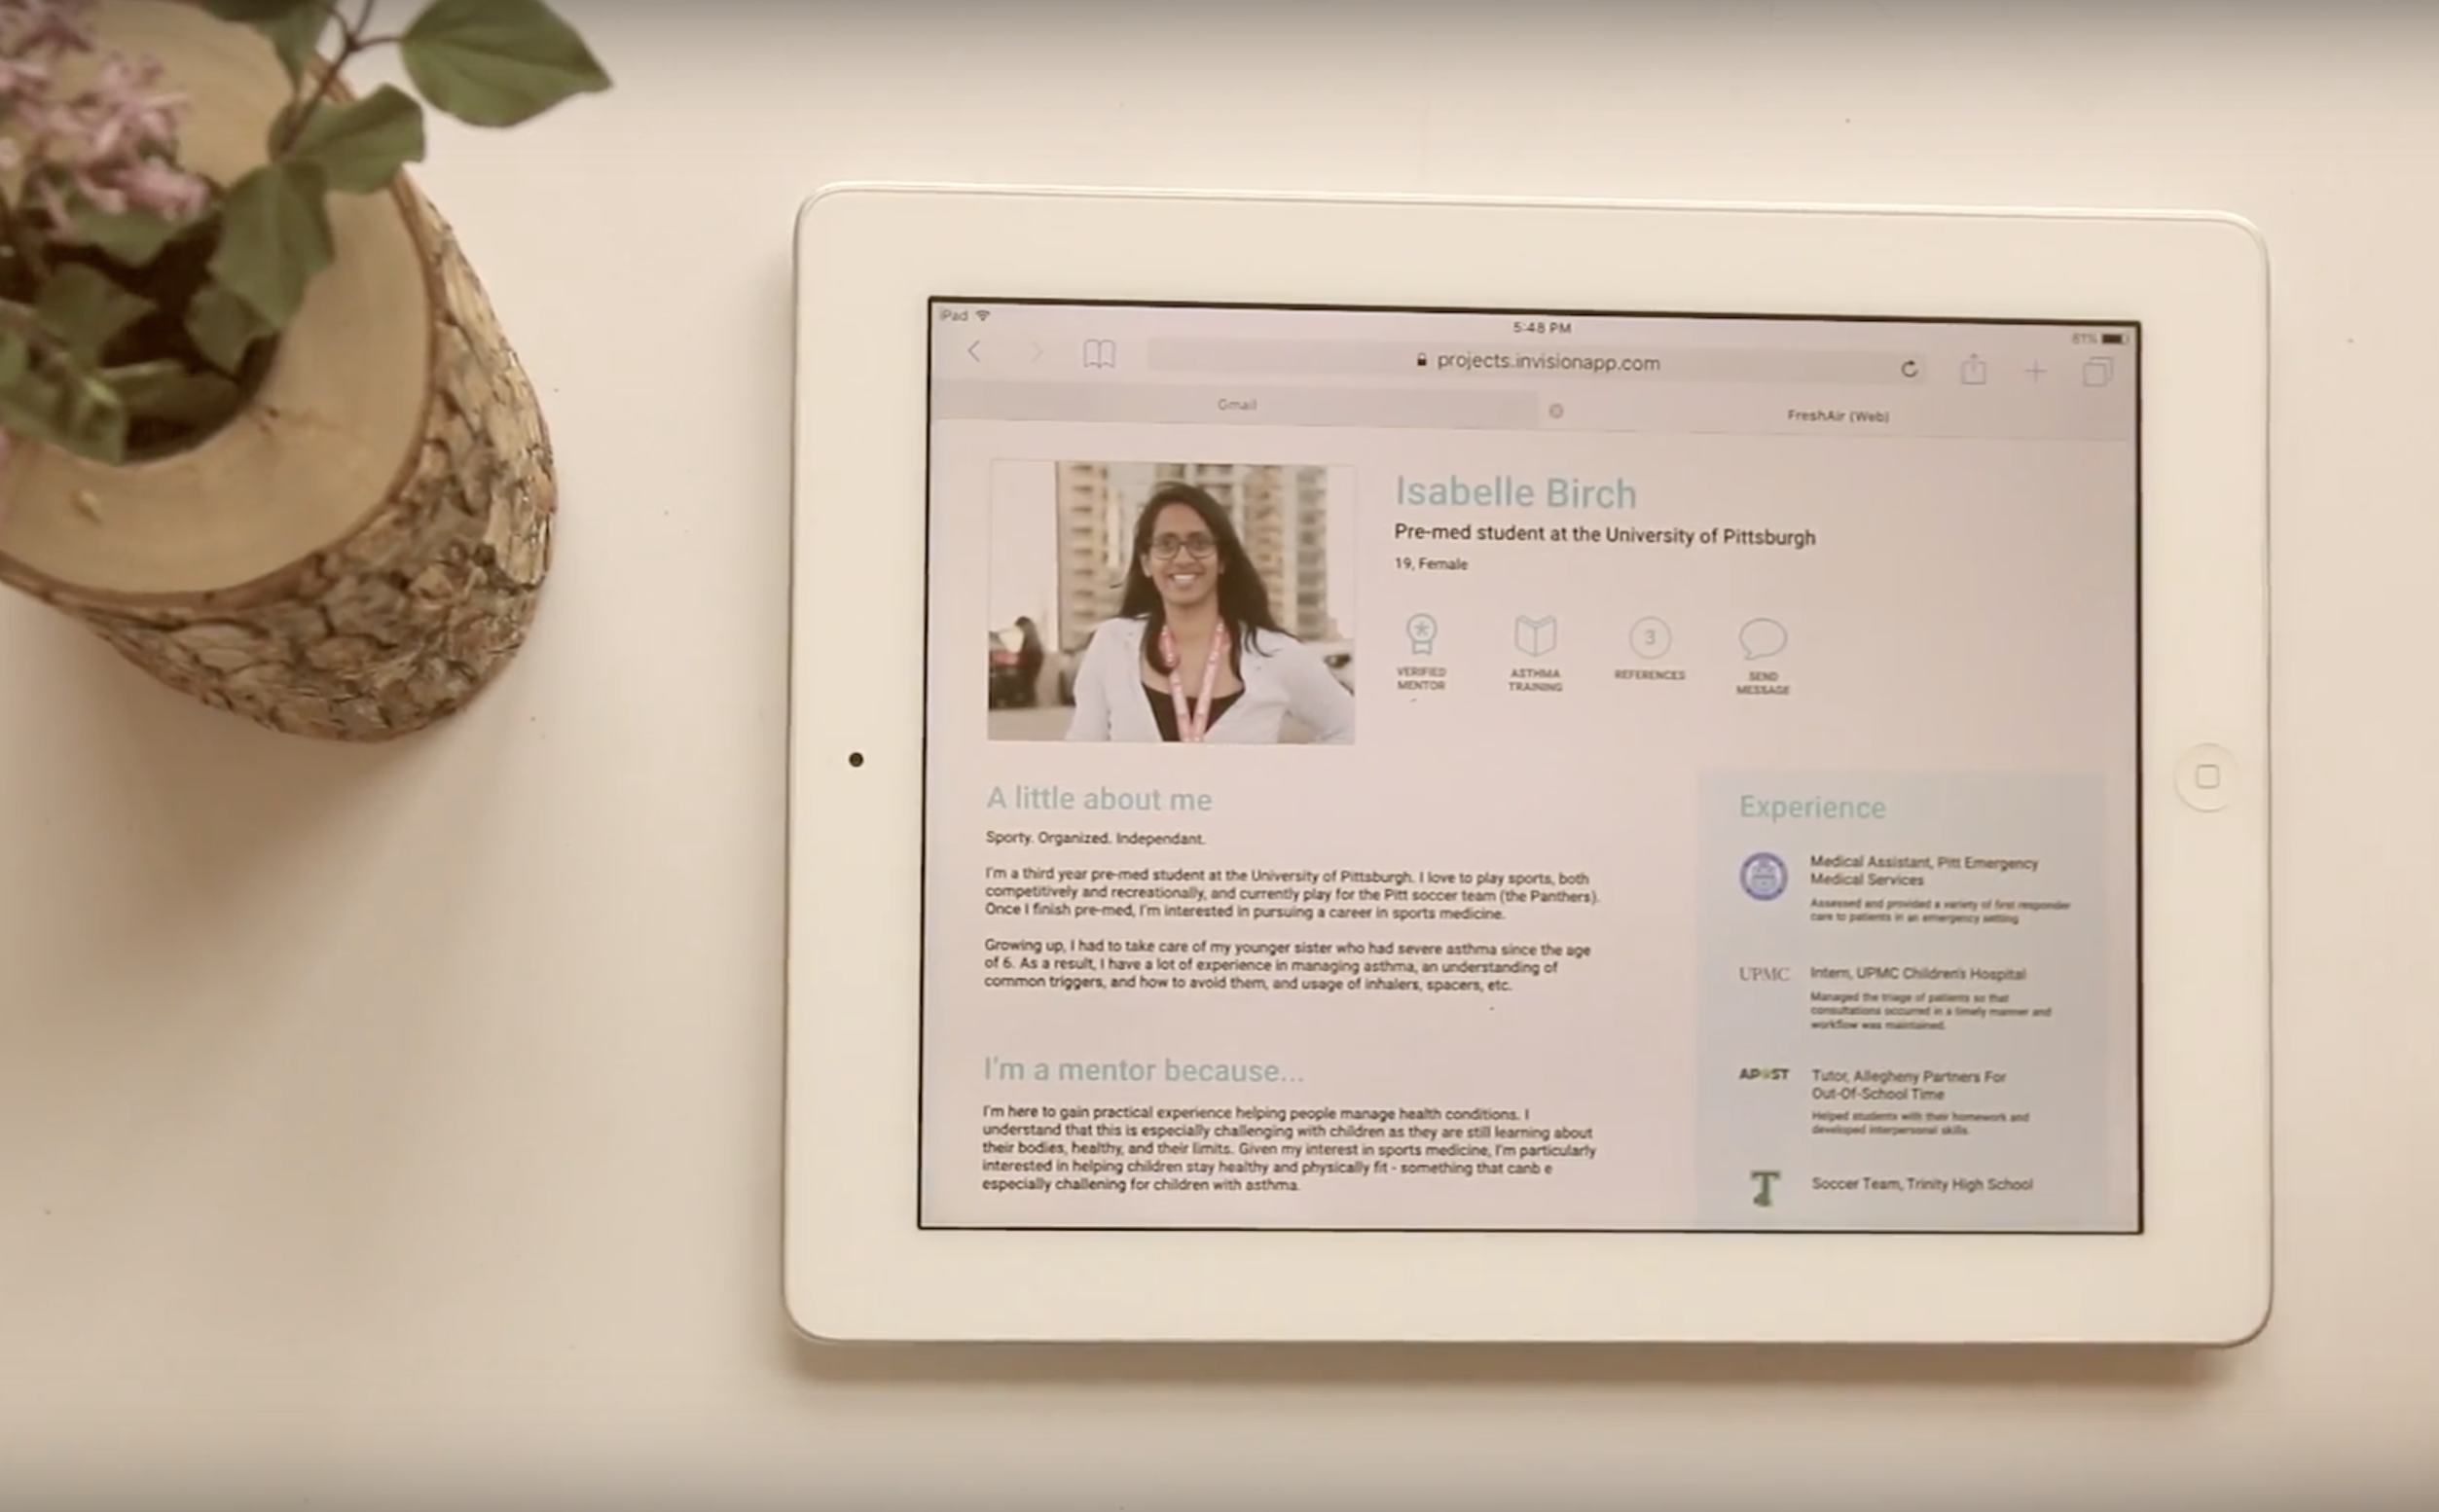 iPad
5:48 PM
81%
projects.invisionapp.com
Gmail
FreshAir (Web)
Isabelle Birch
Pre-med student at the University of Pittsburgh
19, Female
VERIFIED
MENTOR
ASTHMA
TRAINING
3
REFERENCES
SEND
MESSAGE
A little about me
Sporty. Organized. Independant.
I'm a third year pre-med student at the University of Pittsburgh. I love to play sports, both
competitively and recreationally, and currently play for the Pitt soccer team (the Panthers).
Once I finish pre-med, I'm interested in pursuing a career in sports medicine.
Growing up, I had to take care of my younger sister who had severe asthma since the age
of 6. As a result, I have a lot of experience in managing asthma, an understanding of
common triggers, and how to avoid them, and usage of inhalers, spacers, etc.
I'm a mentor because...
I'm here to gain practical experience helping people manage health conditions. I
understand that this is especially challenging with children as they are still learning about
their bodies, healthy, and their limits. Given my interest in sports medicine, I'm particularly
interested in helping children stay healthy and physically fit - something that canb e
especially challening for children with asthma.
Experience
Medical Assistant, Pitt Emergency
Medical Services
Assessed and provided a variety of first responder
care to patients in an emergency setting
UPMC
Intern, UPMC Children's Hospital
Managed the triage of patients so that
consultations occurred in a timely manner and
workflow was maintained.
APOST
Tutor, Allegheny Partners For
Out-Of-School Time
Helped students with their homework and
developed interpersonal skills.
T
Soccer Team, Trinity High School